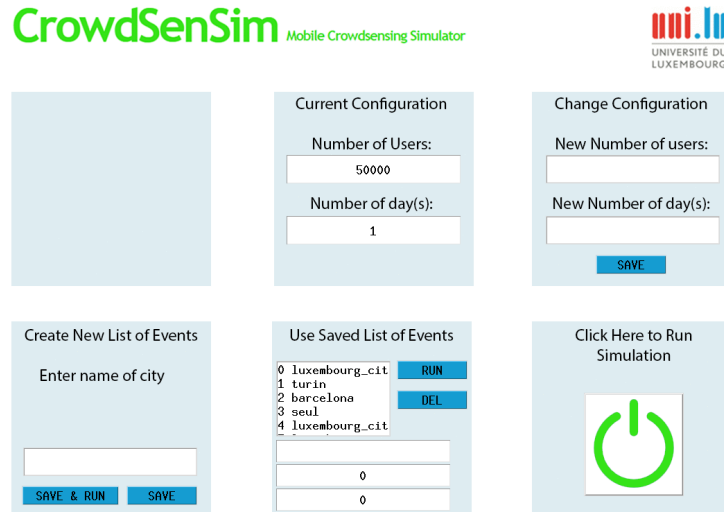 CrowdSenSim Mobile Crowdsensing Simulator
uni.lu
UNIVERSITÉ DU
LUXEMBOURG
Current Configuration
Number of Users:
50000
Number of day(s):
1
Change Configuration
New Number of users:
New Number of day(s):
SAVE
Create New List of Events
Enter name of city
SAVE & RUN
SAVE
Use Saved List of Events
0 luxembourg_cit
1 turin
2 barcelona
3 seul
4 luxembourg_cit
RUN
DEL
0
0
Click Here to Run
Simulation